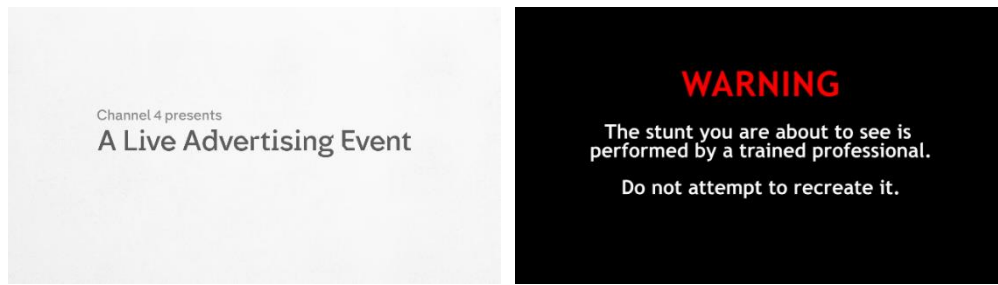 Channel 4 presents
A Live Advertising Event
WARNING
The stunt you are about to see is
performed by a trained professional.
Do not attempt to recreate it.